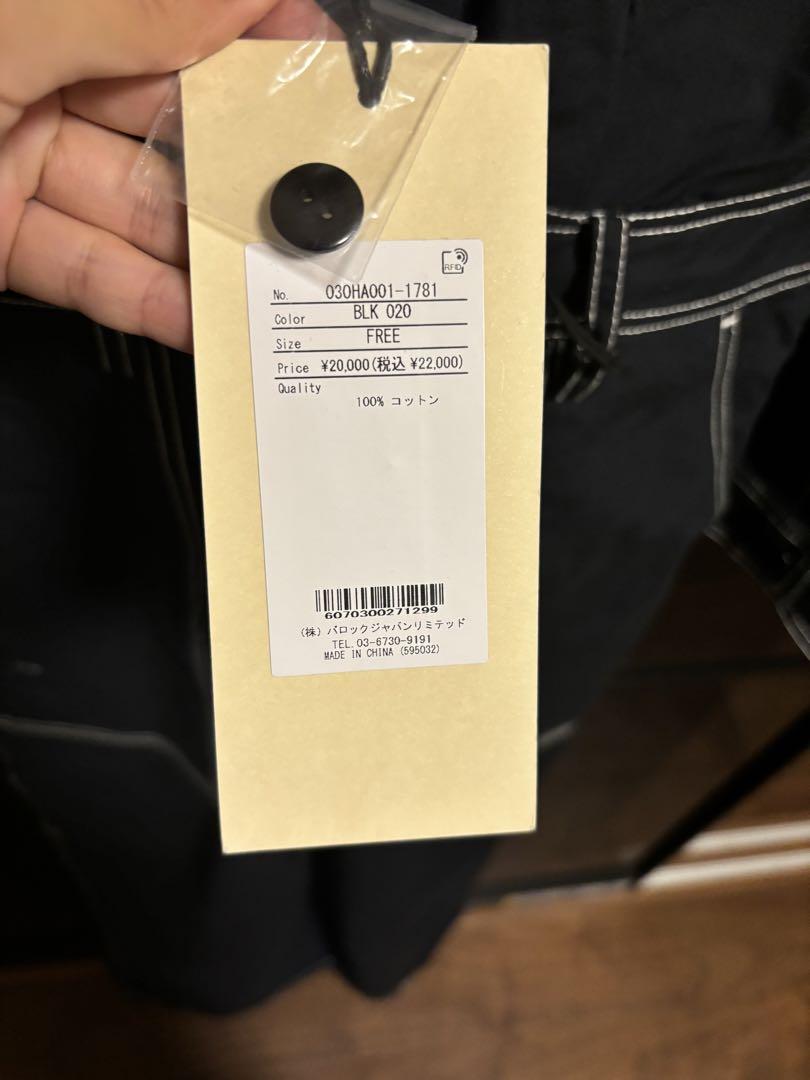 RFID
No. 030HA001-1781
Color BLK 020
Size FREE
Price ¥20,000(税込 ¥22,000)
Quality
100% コットン
6070300271299
(株) バロックジャパンリミテッド
TEL.03-6730-9191
MADE IN CHINA (595032)